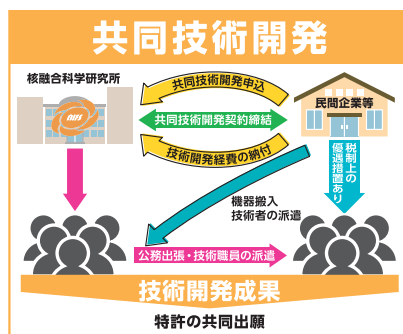 共同技術開発
核融合科学研究所
NIFS
共同技術開発申込
民間企業等
共同技術開発契約締結
技術開発経費の納付
税制上の
優遇措置あり
機器搬入
技術者の派遣
公務出張・技術職員の派遣
技術開発成果
特許の共同出願